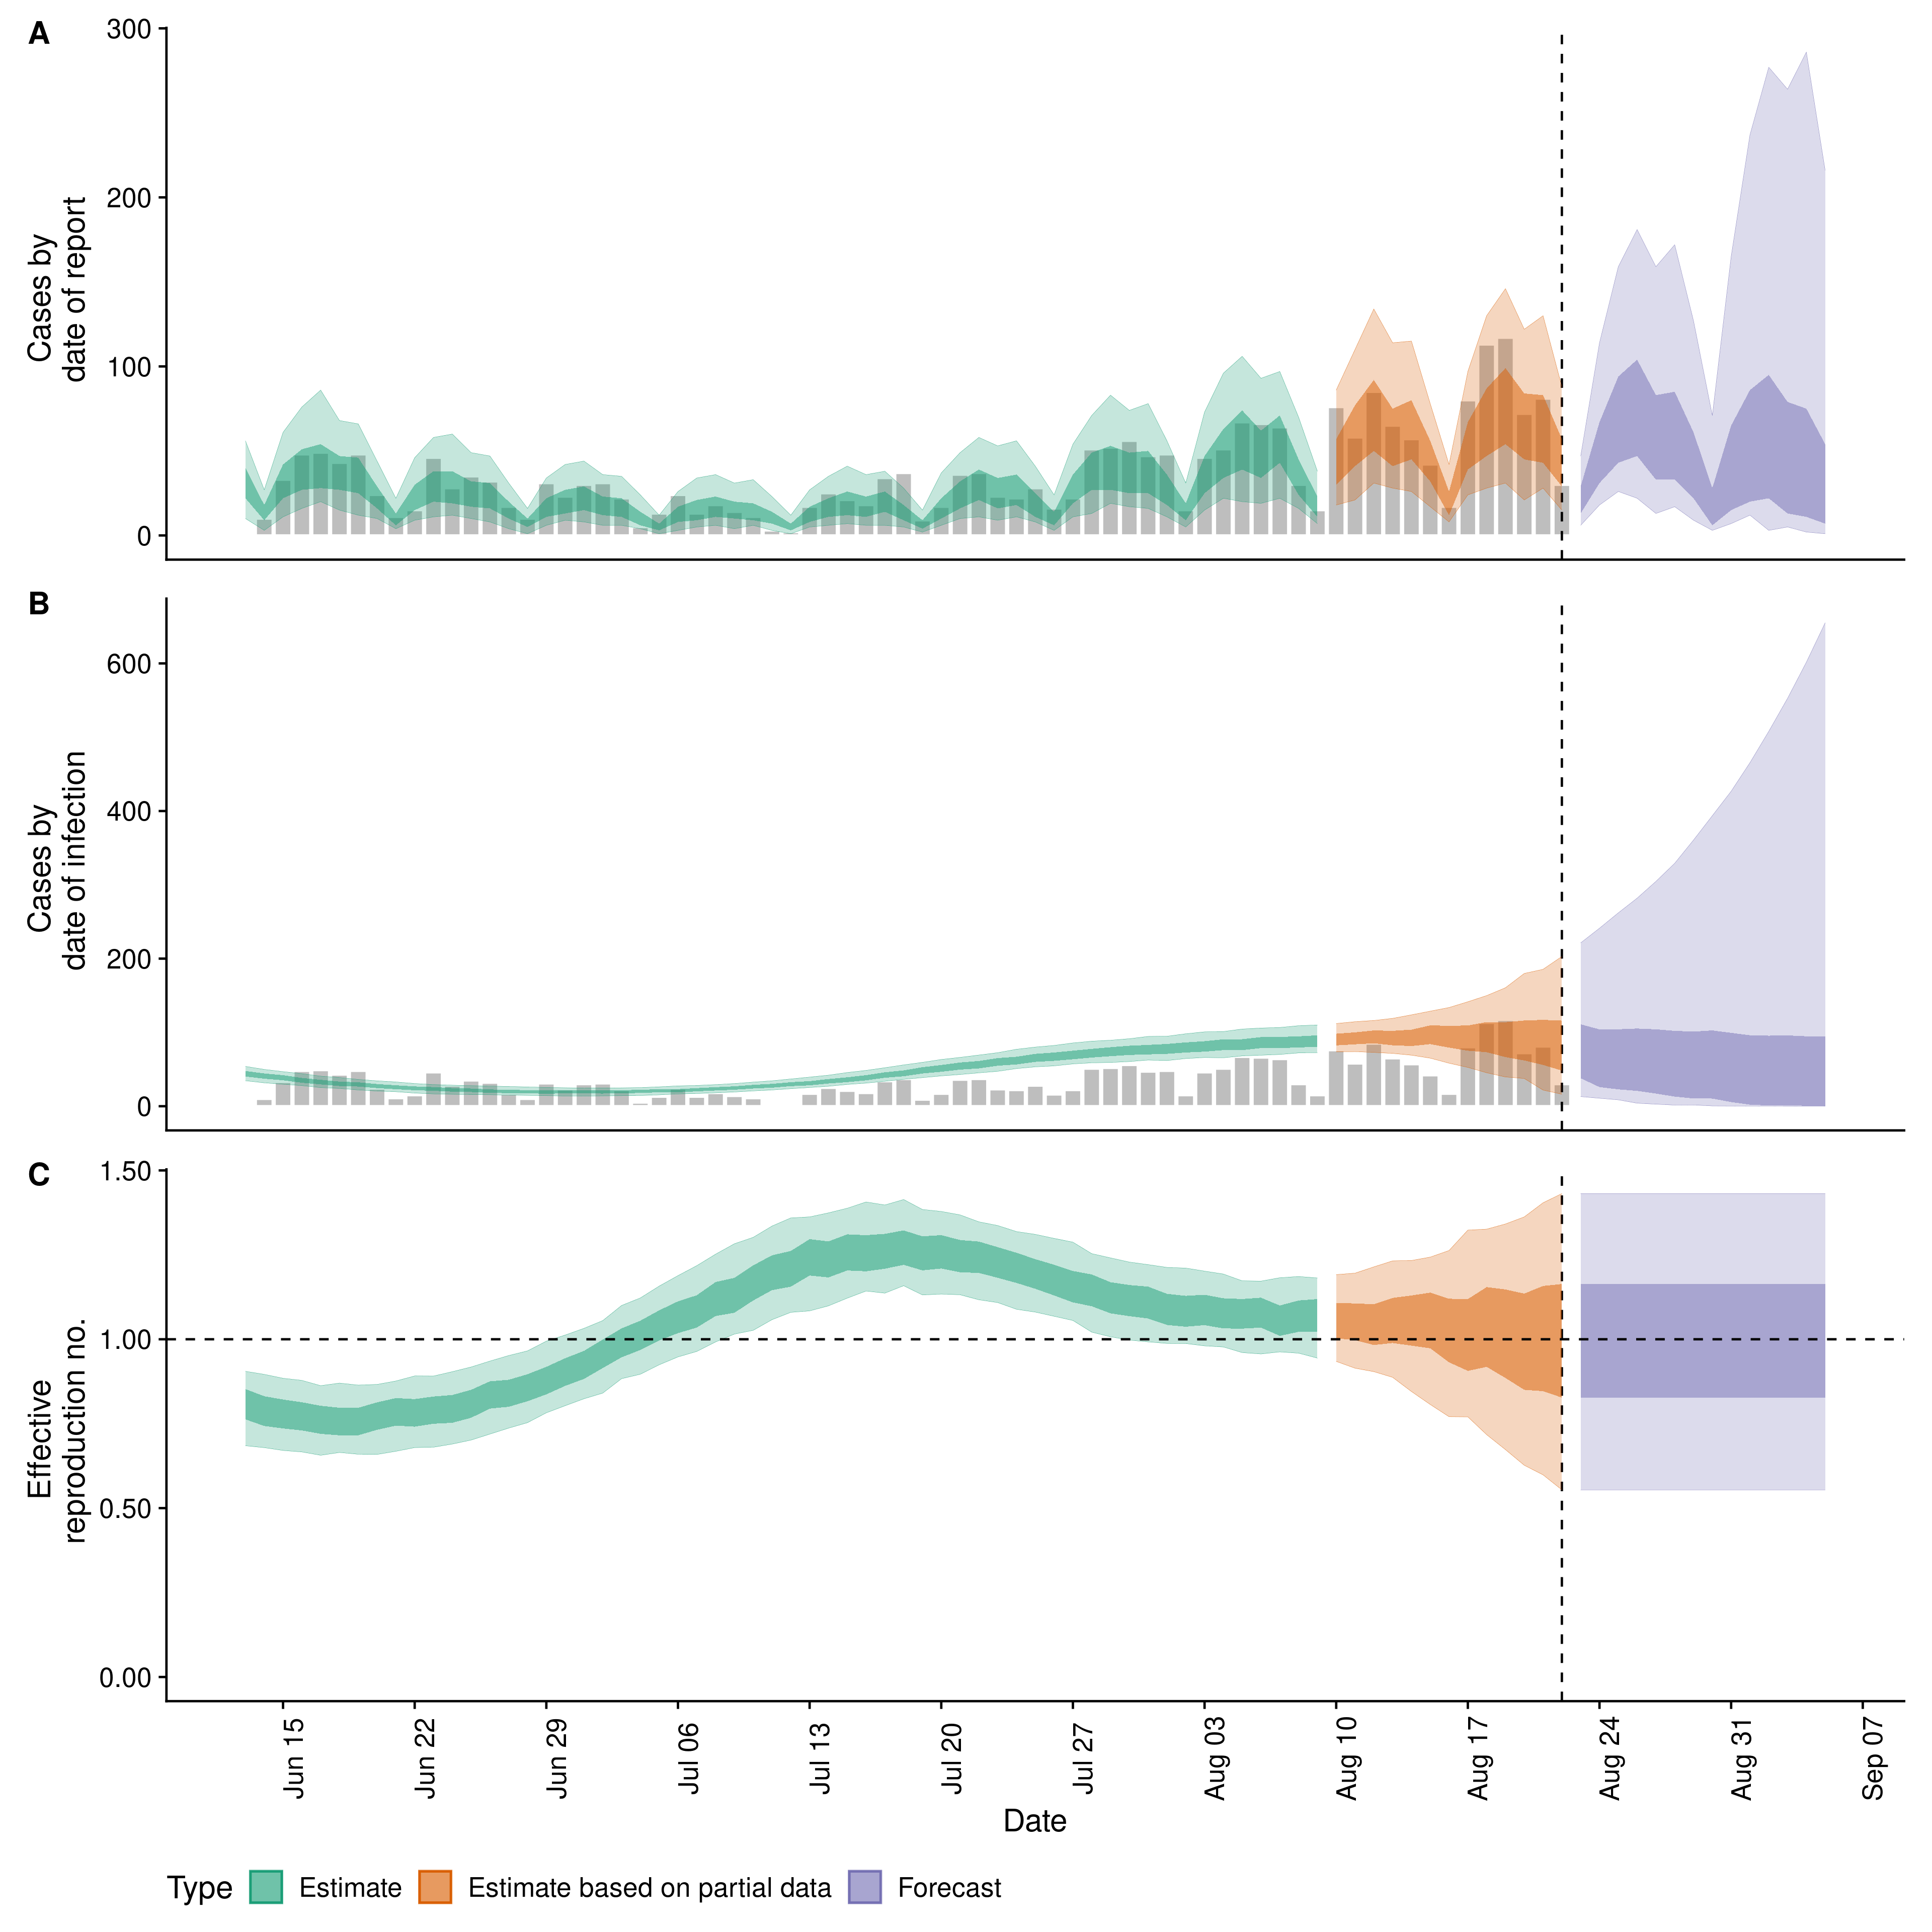 A
300
200
100
0
Cases by
date of report
B
600
400
200
0
Cases by
date of infection
C
1.50
1.00
0.50
0.00
Effective
reproduction no.
Jun 15
Jun 22
Jun 29
Jul 06
Jul 13
Jul 20
Jul 27
Aug 03
Aug 10
Aug 17
Aug 24
Aug 31
Sep 07
Date
Type Estimate Estimate based on partial data Forecast